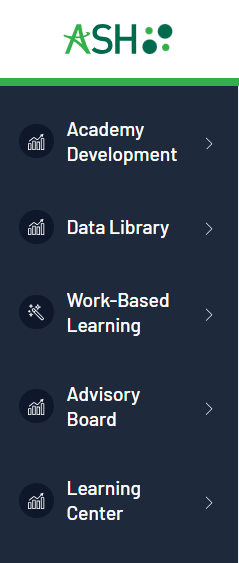 ASH
Academy
Development
Data Library
Work-Based
Learning
Advisory
Board
Learning
Center